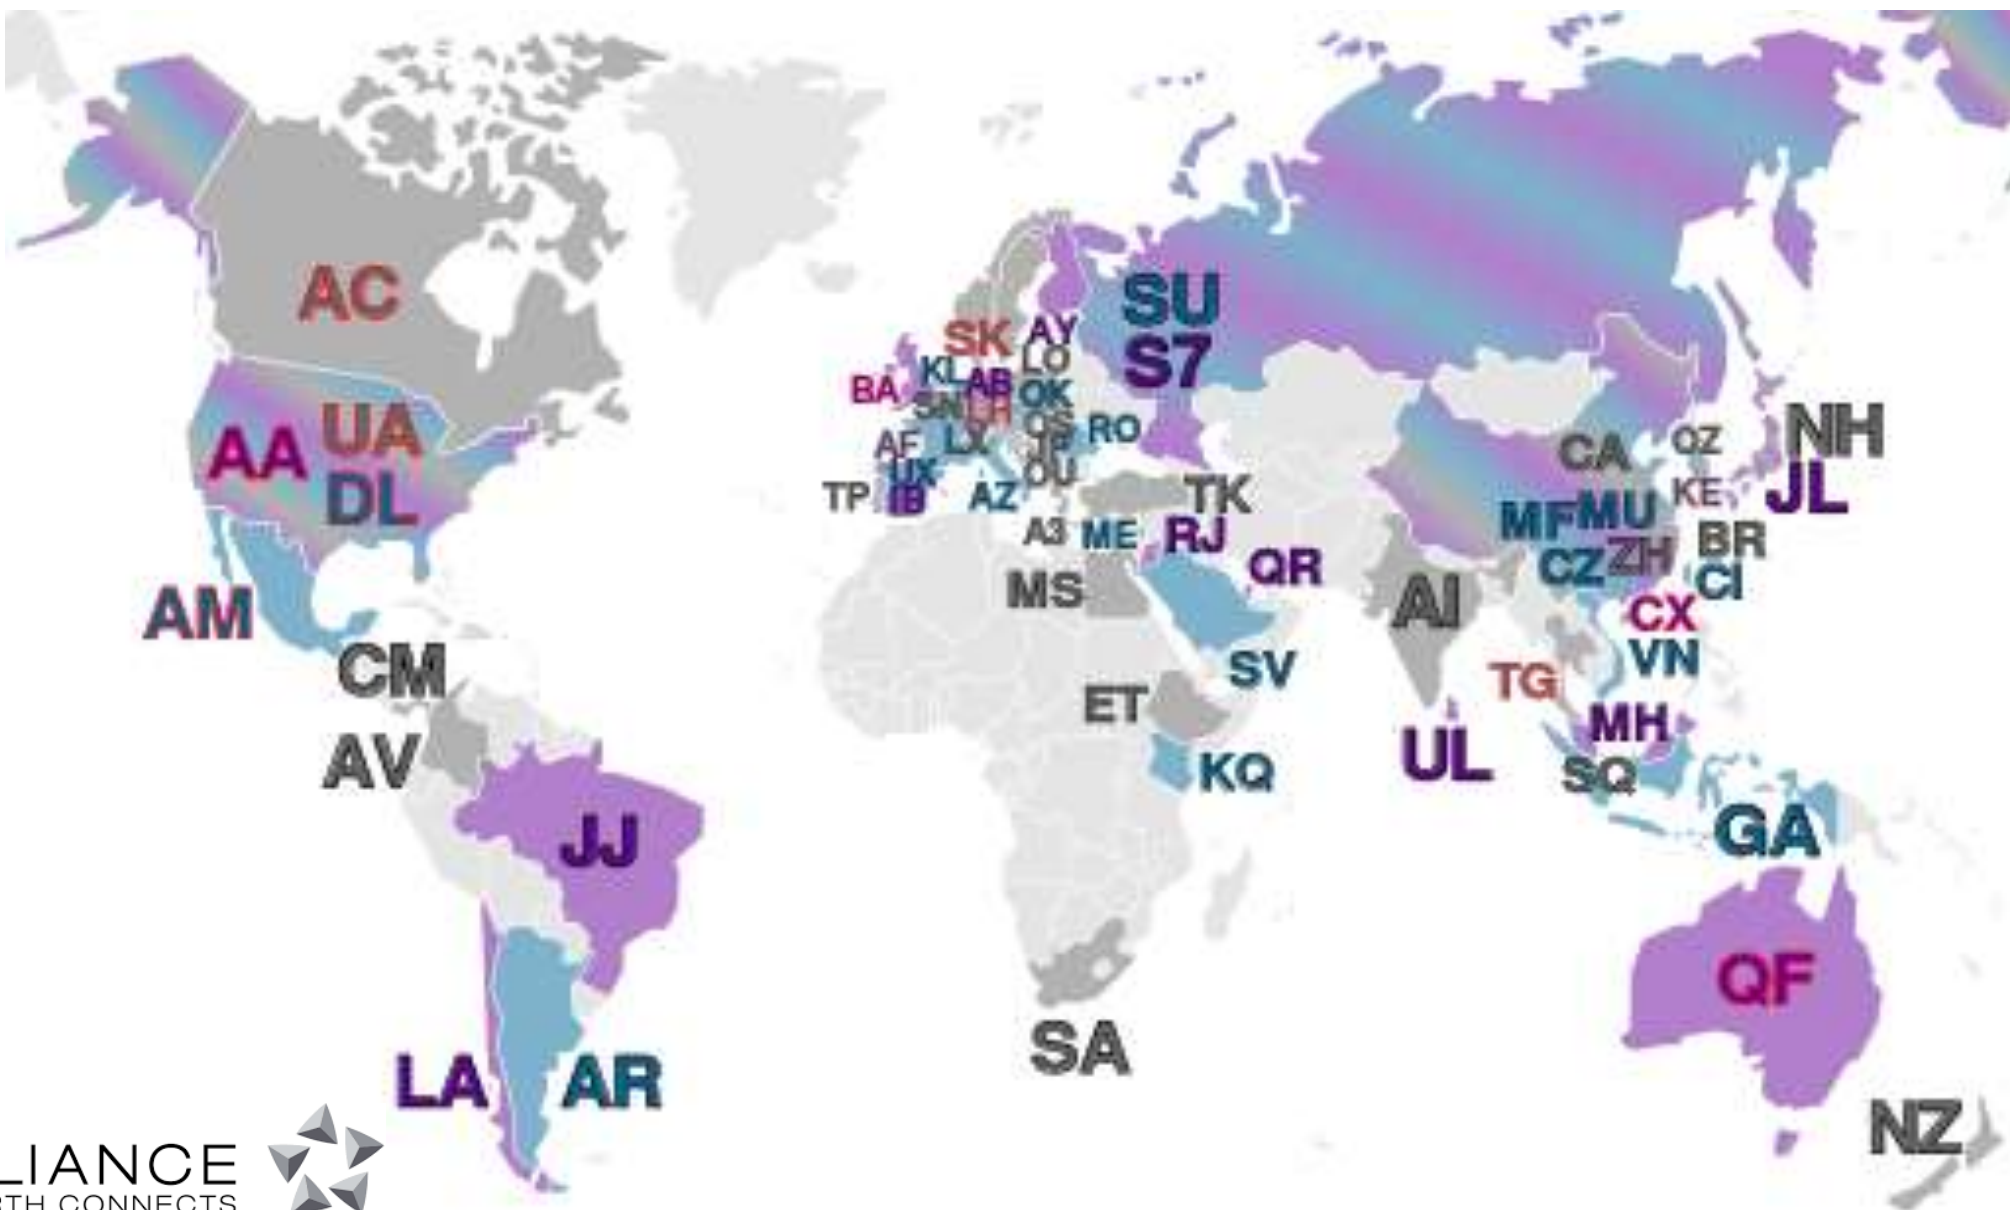 AC
SU
S7
SK
AY
LO
KL
AB
BA
OK
SN
LH
OS
RO
AF
LX
JP
UX
OU
TP
IB
AZ
TK
A3
ME
RJ
QR
MS
SV
ET
KQ
SA
AA
UA
DL
AM
CM
AV
JJ
LA
AR
CA
OZ
NH
KE
JL
MF
MU
BR
CZ
ZH
CI
AI
CX
VN
TG
MH
UL
SQ
GA
QF
NZ
LIANCE
RTH CONNECTS